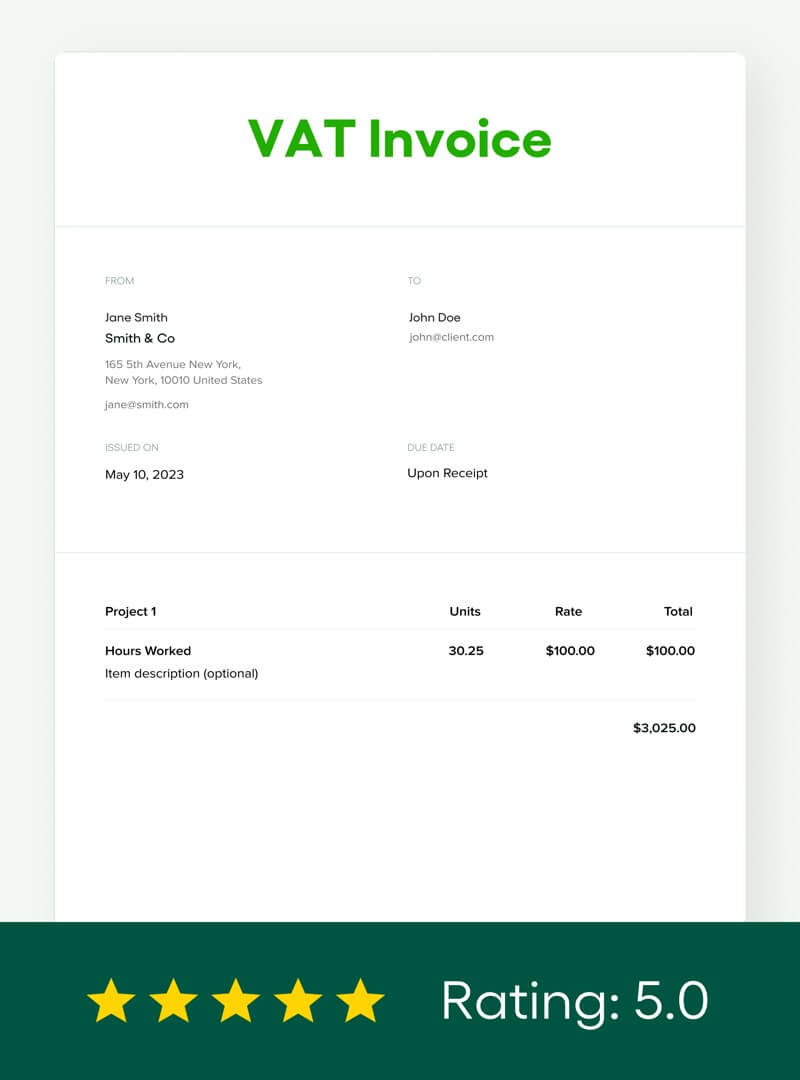 VAT Invoice
FROM
TO
Jane Smith
John Doe
Smith & Co
john@client.com
165 5th Avenue New York,
New York, 10010 United States
jane@smith.com
ISSUED ON
DUE DATE
May 10, 2023
Upon Receipt
Project 1 Units Rate Total
Hours Worked 30.25 $100.00 $100.00
Item description (optional)
$3,025.00
Rating: 5.0